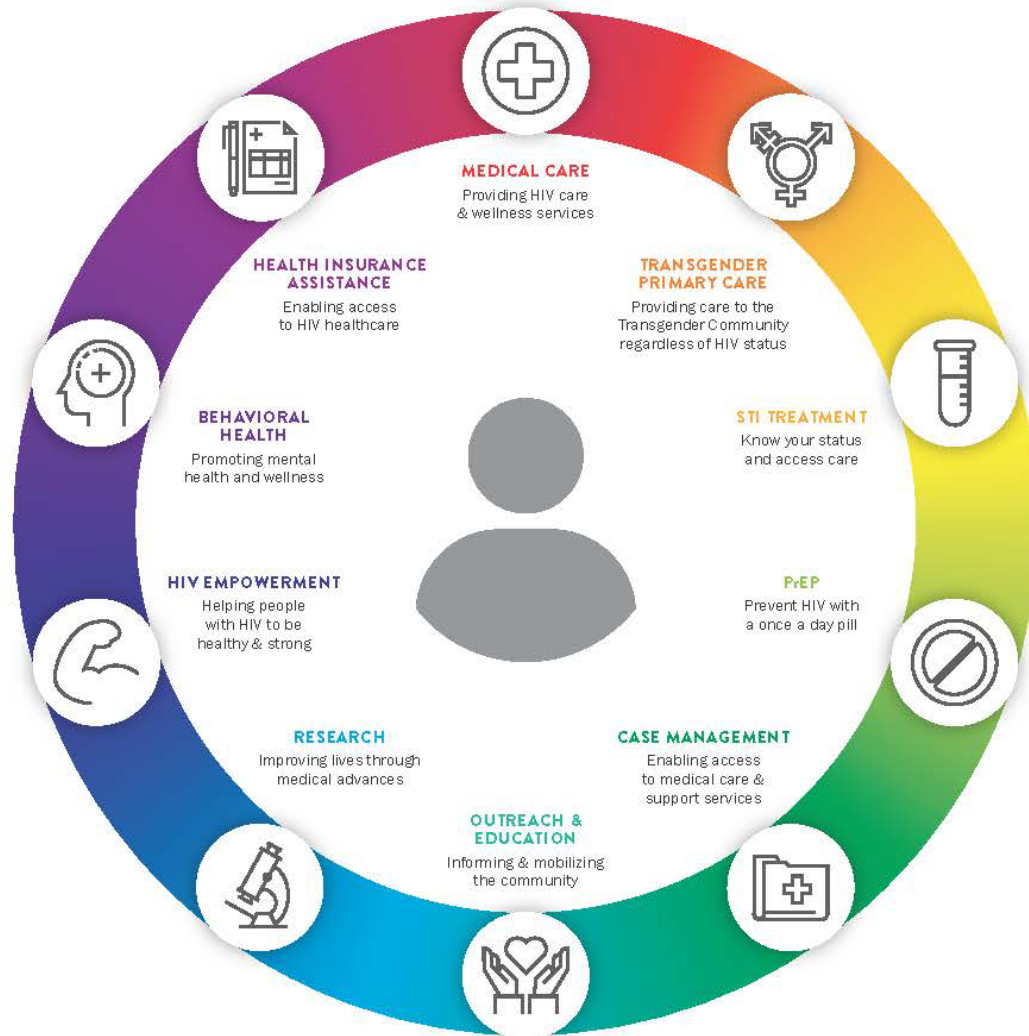 MEDICAL CARE
Providing HIV care
& wellness services
TRANSGENDER
PRIMARY CARE
Providing care to the
Transgender Community
regardless of HIV status
STI TREATMENT
Know your status
and access care
PrEP
Prevent HIV with
a once a day pill
CASE MANAGEMENT
Enabling access
to medical care &
support services
OUTREACH &
EDUCATION
Informing & mobilizing
the community
RESEARCH
Improving lives through
medical advances
HIV EMPOWERMENT
Helping people
with HIV to be
healthy & strong
BEHAVIORAL
HEALTH
Promoting mental
health and wellness
HEALTH INSURANCE
ASSISTANCE
Enabling access
to HIV healthcare